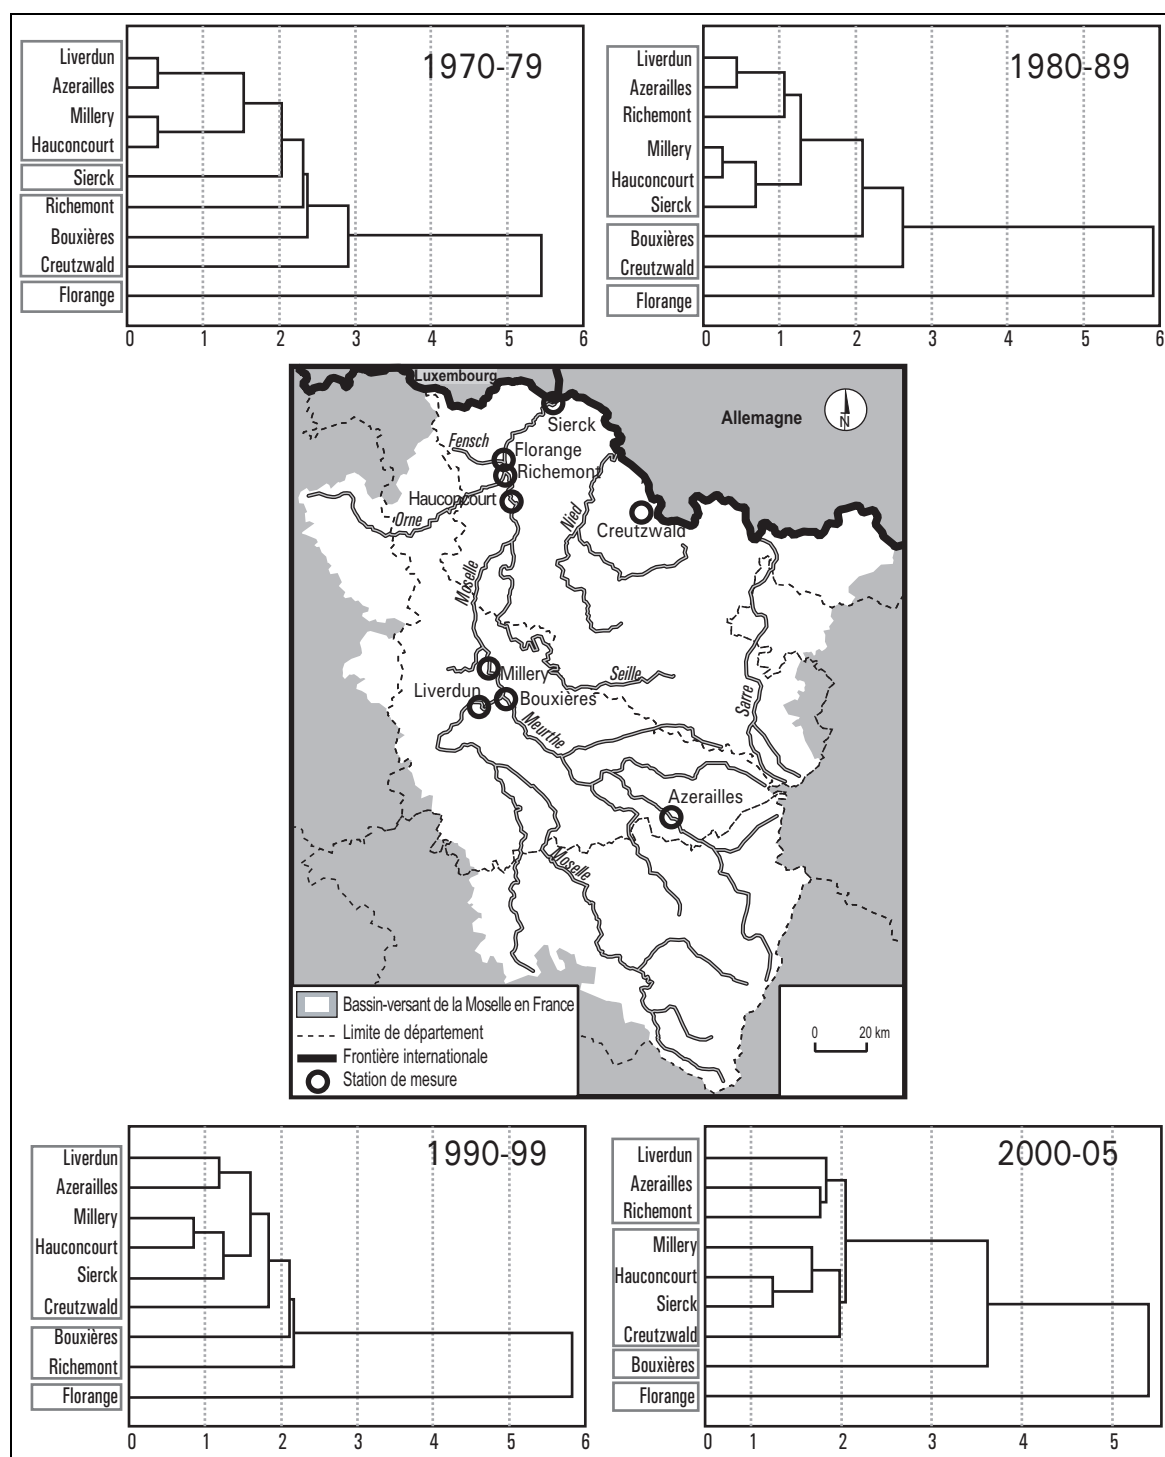 1970-79
Liverdun
Azerailles
Millery
Hauconcourt
Sierck
Richemont
Bouxières
Creutzwald
Florange
0 1 2 3 4 5 6
1980-89
Liverdun
Azerailles
Richemont
Millery
Hauconcourt
Sierck
Bouxières
Creutzwald
Florange
0 1 2 3 4 5 6
Luxembourg
Allemagne
N
Sierck
Fensch
Florange
Richemont
Hauconcourt
Orne
Nied
Creutzwald
Moselle
Millery
Seille
Liverdun
Bouxières
Sarre
Meurthe
Azerailles
Moselle
Bassin-versant de la Moselle en France
Limite de département
Frontière internationale
Station de mesure
0 20 km
1990-99
Liverdun
Azerailles
Millery
Hauconcourt
Sierck
Creutzwald
Bouxières
Richemont
Florange
0 1 2 3 4 5 6
2000-05
Liverdun
Azerailles
Richemont
Millery
Hauconcourt
Sierck
Creutzwald
Bouxières
Florange
0 1 2 3 4 5